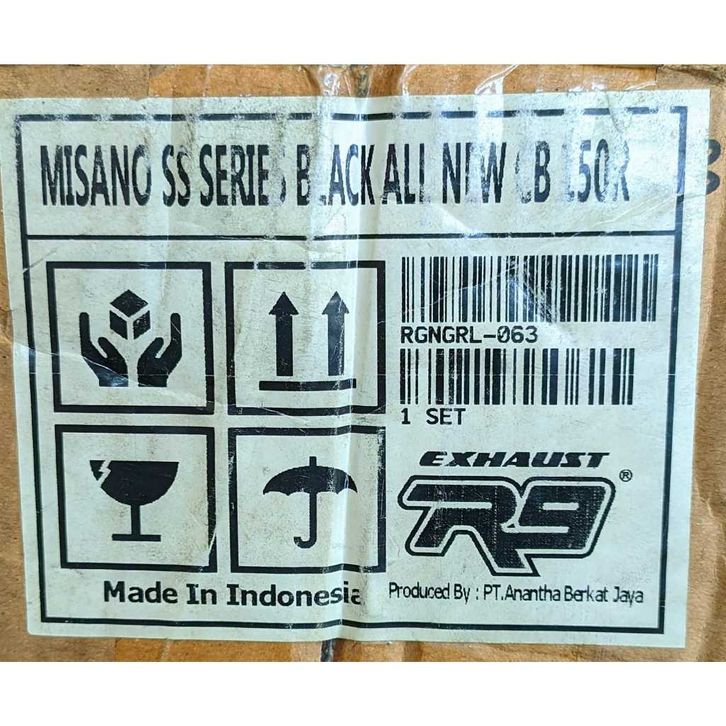 MISANO SS SERIES BLACK ALL NEW CB 150R
RGNGRL-063
1 SET
EXHAUST
R9®
Made In Indonesia
Produced By : PT.Anantha Berkat Jaya